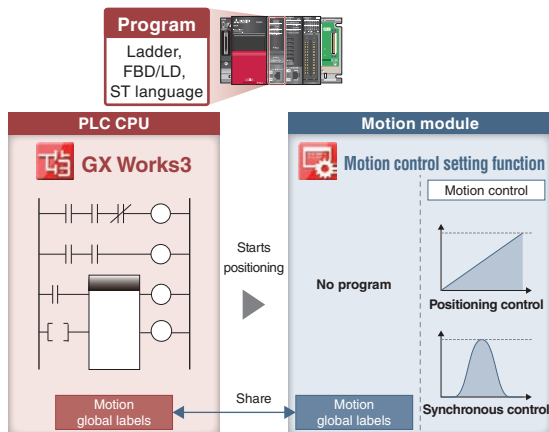 Program
Ladder,
FBD/LD,
ST language
PLC CPU
GX Works3
Starts
positioning
Motion module
Motion control setting function
Motion control
No program
Positioning control
Synchronous control
Motion
global labels
Share
Motion
global labels